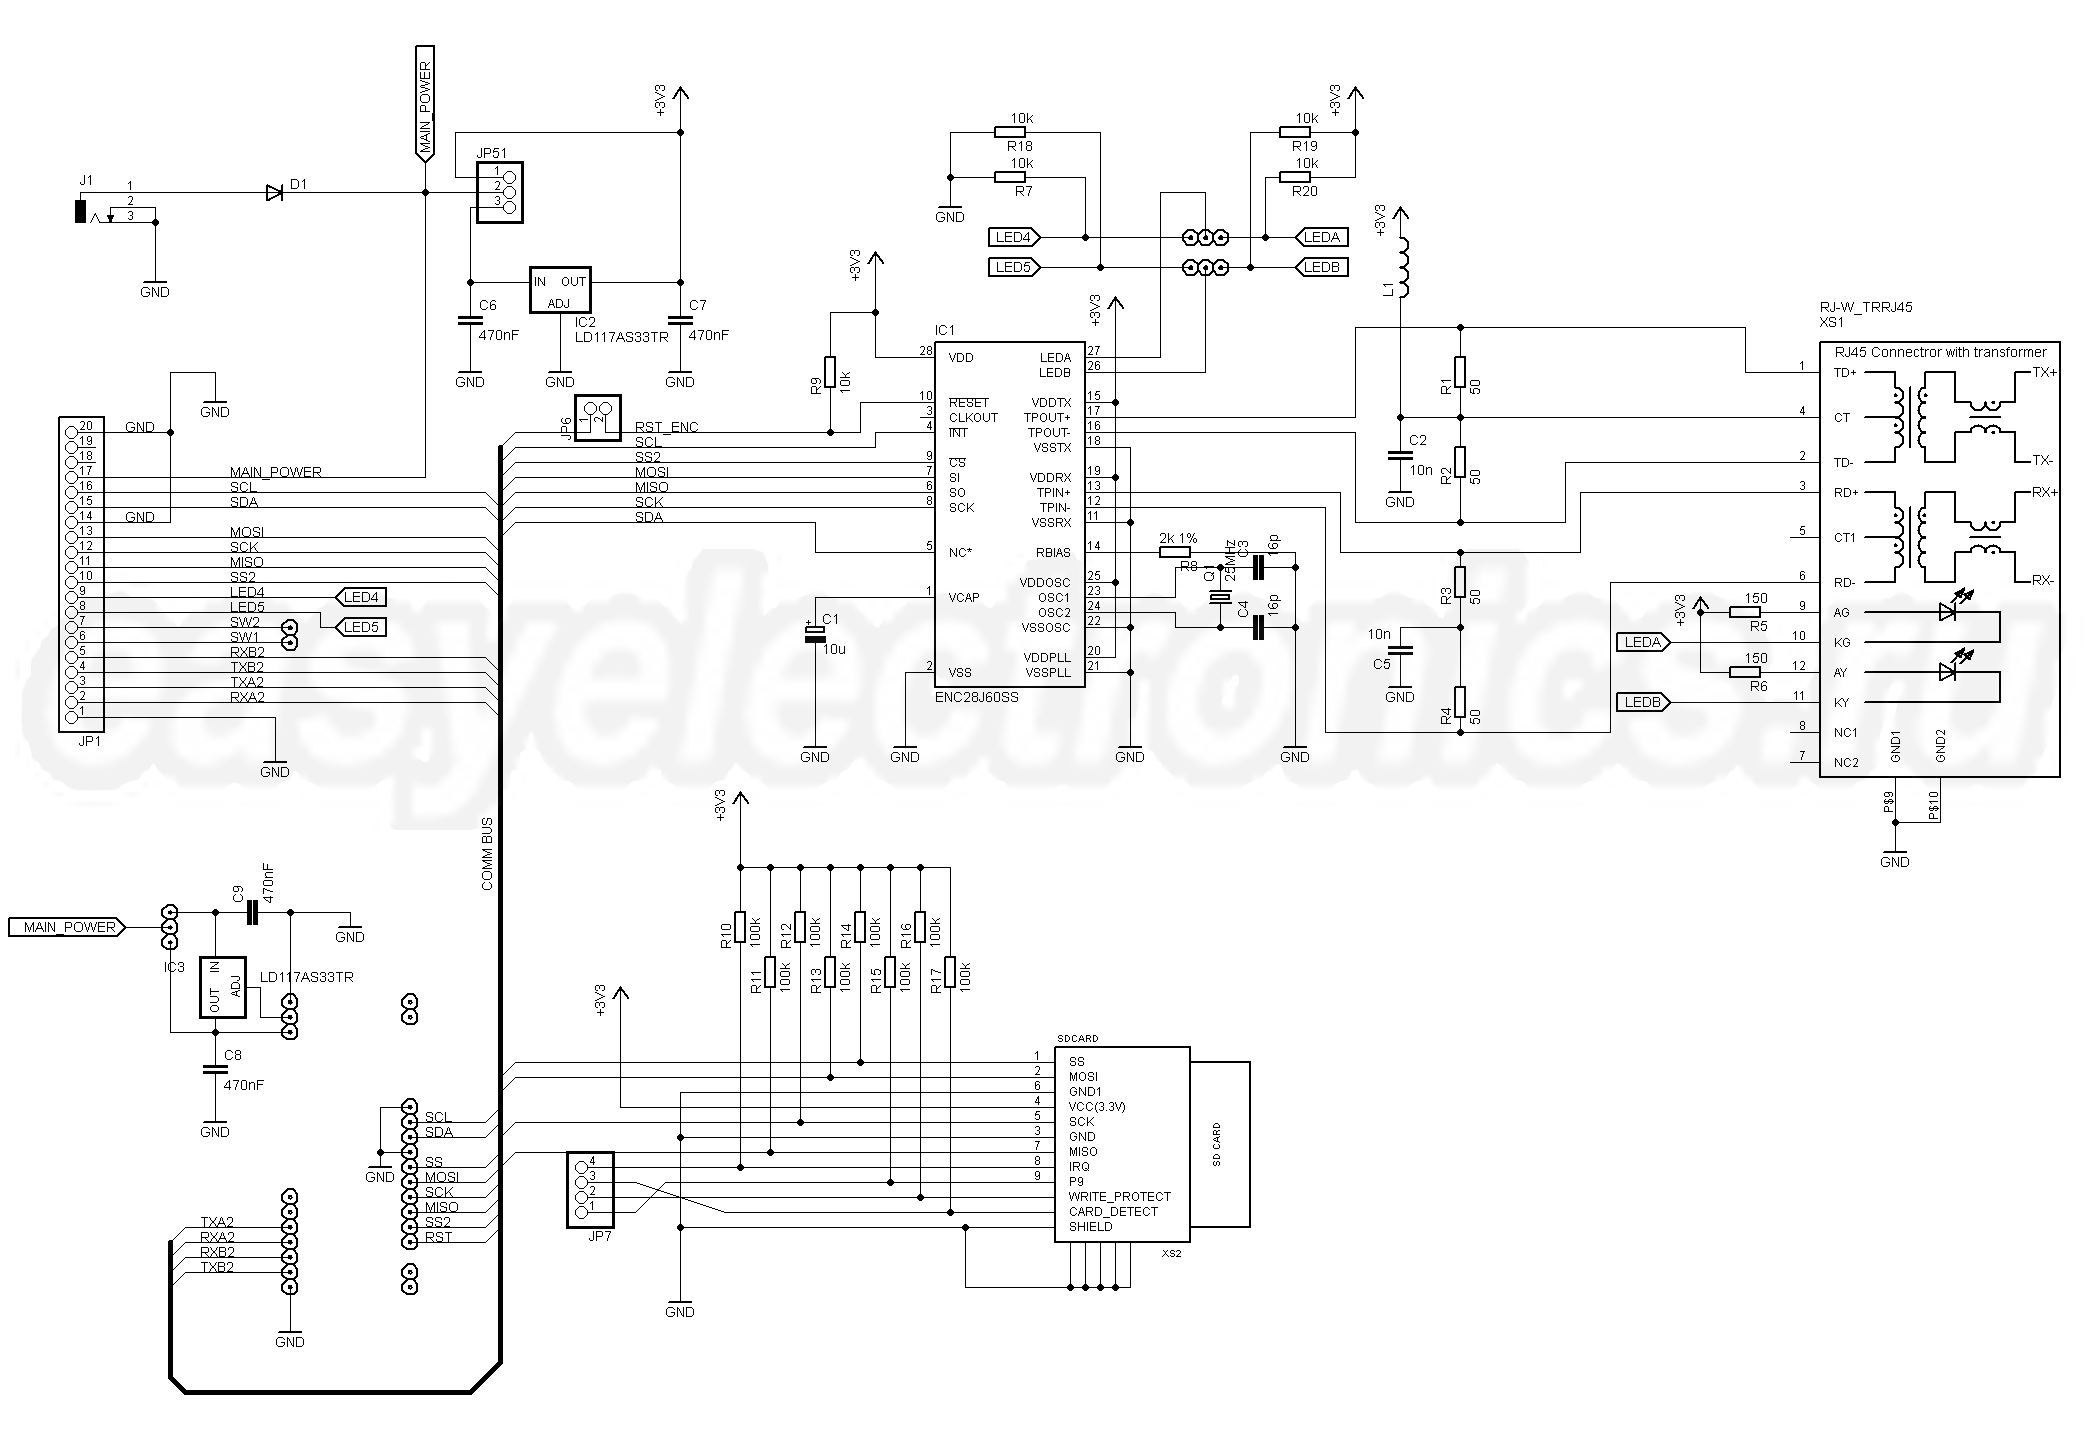 MAIN_POWER
+3V3
JP51
1
2
3
J1
1
2
3
D1
GND
IN OUT
ADJ
IC2
LD117AS33TR
C6
470nF
C7
470nF
GND
GND
GND
10k
R18
10k
R7
GND
10k
R19
10k
R20
+3V3
LED4
LED5
LEDA
LEDB
+3V3
L1
+3V3
R9
10k
+3V3
IC1
28 VDD
10 RESET
3 CLKOUT
4 INT
9 CS
7 SI
6 SO
8 SCK
5 NC*
1 VCAP
2 VSS
LEDA 27
LEDB 26
VDDTX 15
TPOUT+ 17
TPOUT- 16
VSSTX 18
VDDRX 19
TPIN+ 13
TPIN- 12
VSSRX 11
RBIAS 14
VDDOSC 25
OSC1 23
OSC2 24
VSSOSC 22
VDDPLL 20
VSSPLL 21
ENC28J60SS
JP6
1
2
RST_ENC
SCL
SS2
MOSI
MISO
SCK
SDA
C1
+
10u
GND
GND
GND
GND
2k 1%
R8
Q1
25MHz
C3
16p
C4
16p
R1
50
R2
50
C2
10n
GND
R3
50
10n
C5
GND
R4
50
RJ-W_TRRJ45
XS1
RJ45 Connectror with transformer
1 TD+
4 CT
2 TD-
3 RD+
5 CT1
6 RD-
9 AG
10 KG
12 AY
11 KY
8 NC1
7 NC2
TX+
TX-
RX+
RX-
GND1
GND2
P$9
P$10
GND
+3V3
150
R5
LEDA
150
R6
LEDB
GND
20 GND
19
18
17 MAIN_POWER
16 SCL
15 SDA
14 GND
13 MOSI
12 SCK
11 MISO
10 SS2
9 LED4
8 LED5
7 SW2
6 SW1
5 RXB2
4 TXB2
3 TXA2
2 RXA2
1
JP1
LED4
LED5
GND
easyelectronics.ru
COMM BUS
MAIN_POWER
C9
470nF
GND
IC3
LD117AS33TR
IN
OUT
ADJ
C8
470nF
GND
SCL
SDA
GND
SS
MOSI
SCK
MISO
SS2
RST
TXA2
RXA2
RXB2
TXB2
GND
+3V3
R10
100k
R11
100k
R12
100k
R13
100k
R14
100k
R15
100k
R16
100k
R17
100k
+3V3
SDCARD
1 SS
2 MOSI
6 GND1
4 VCC(3.3V)
5 SCK
3 GND
7 MISO
8 IRQ
9 P9
WRITE_PROTECT
CARD_DETECT
SHIELD
SD CARD
XS2
4
3
2
1
JP7
GND